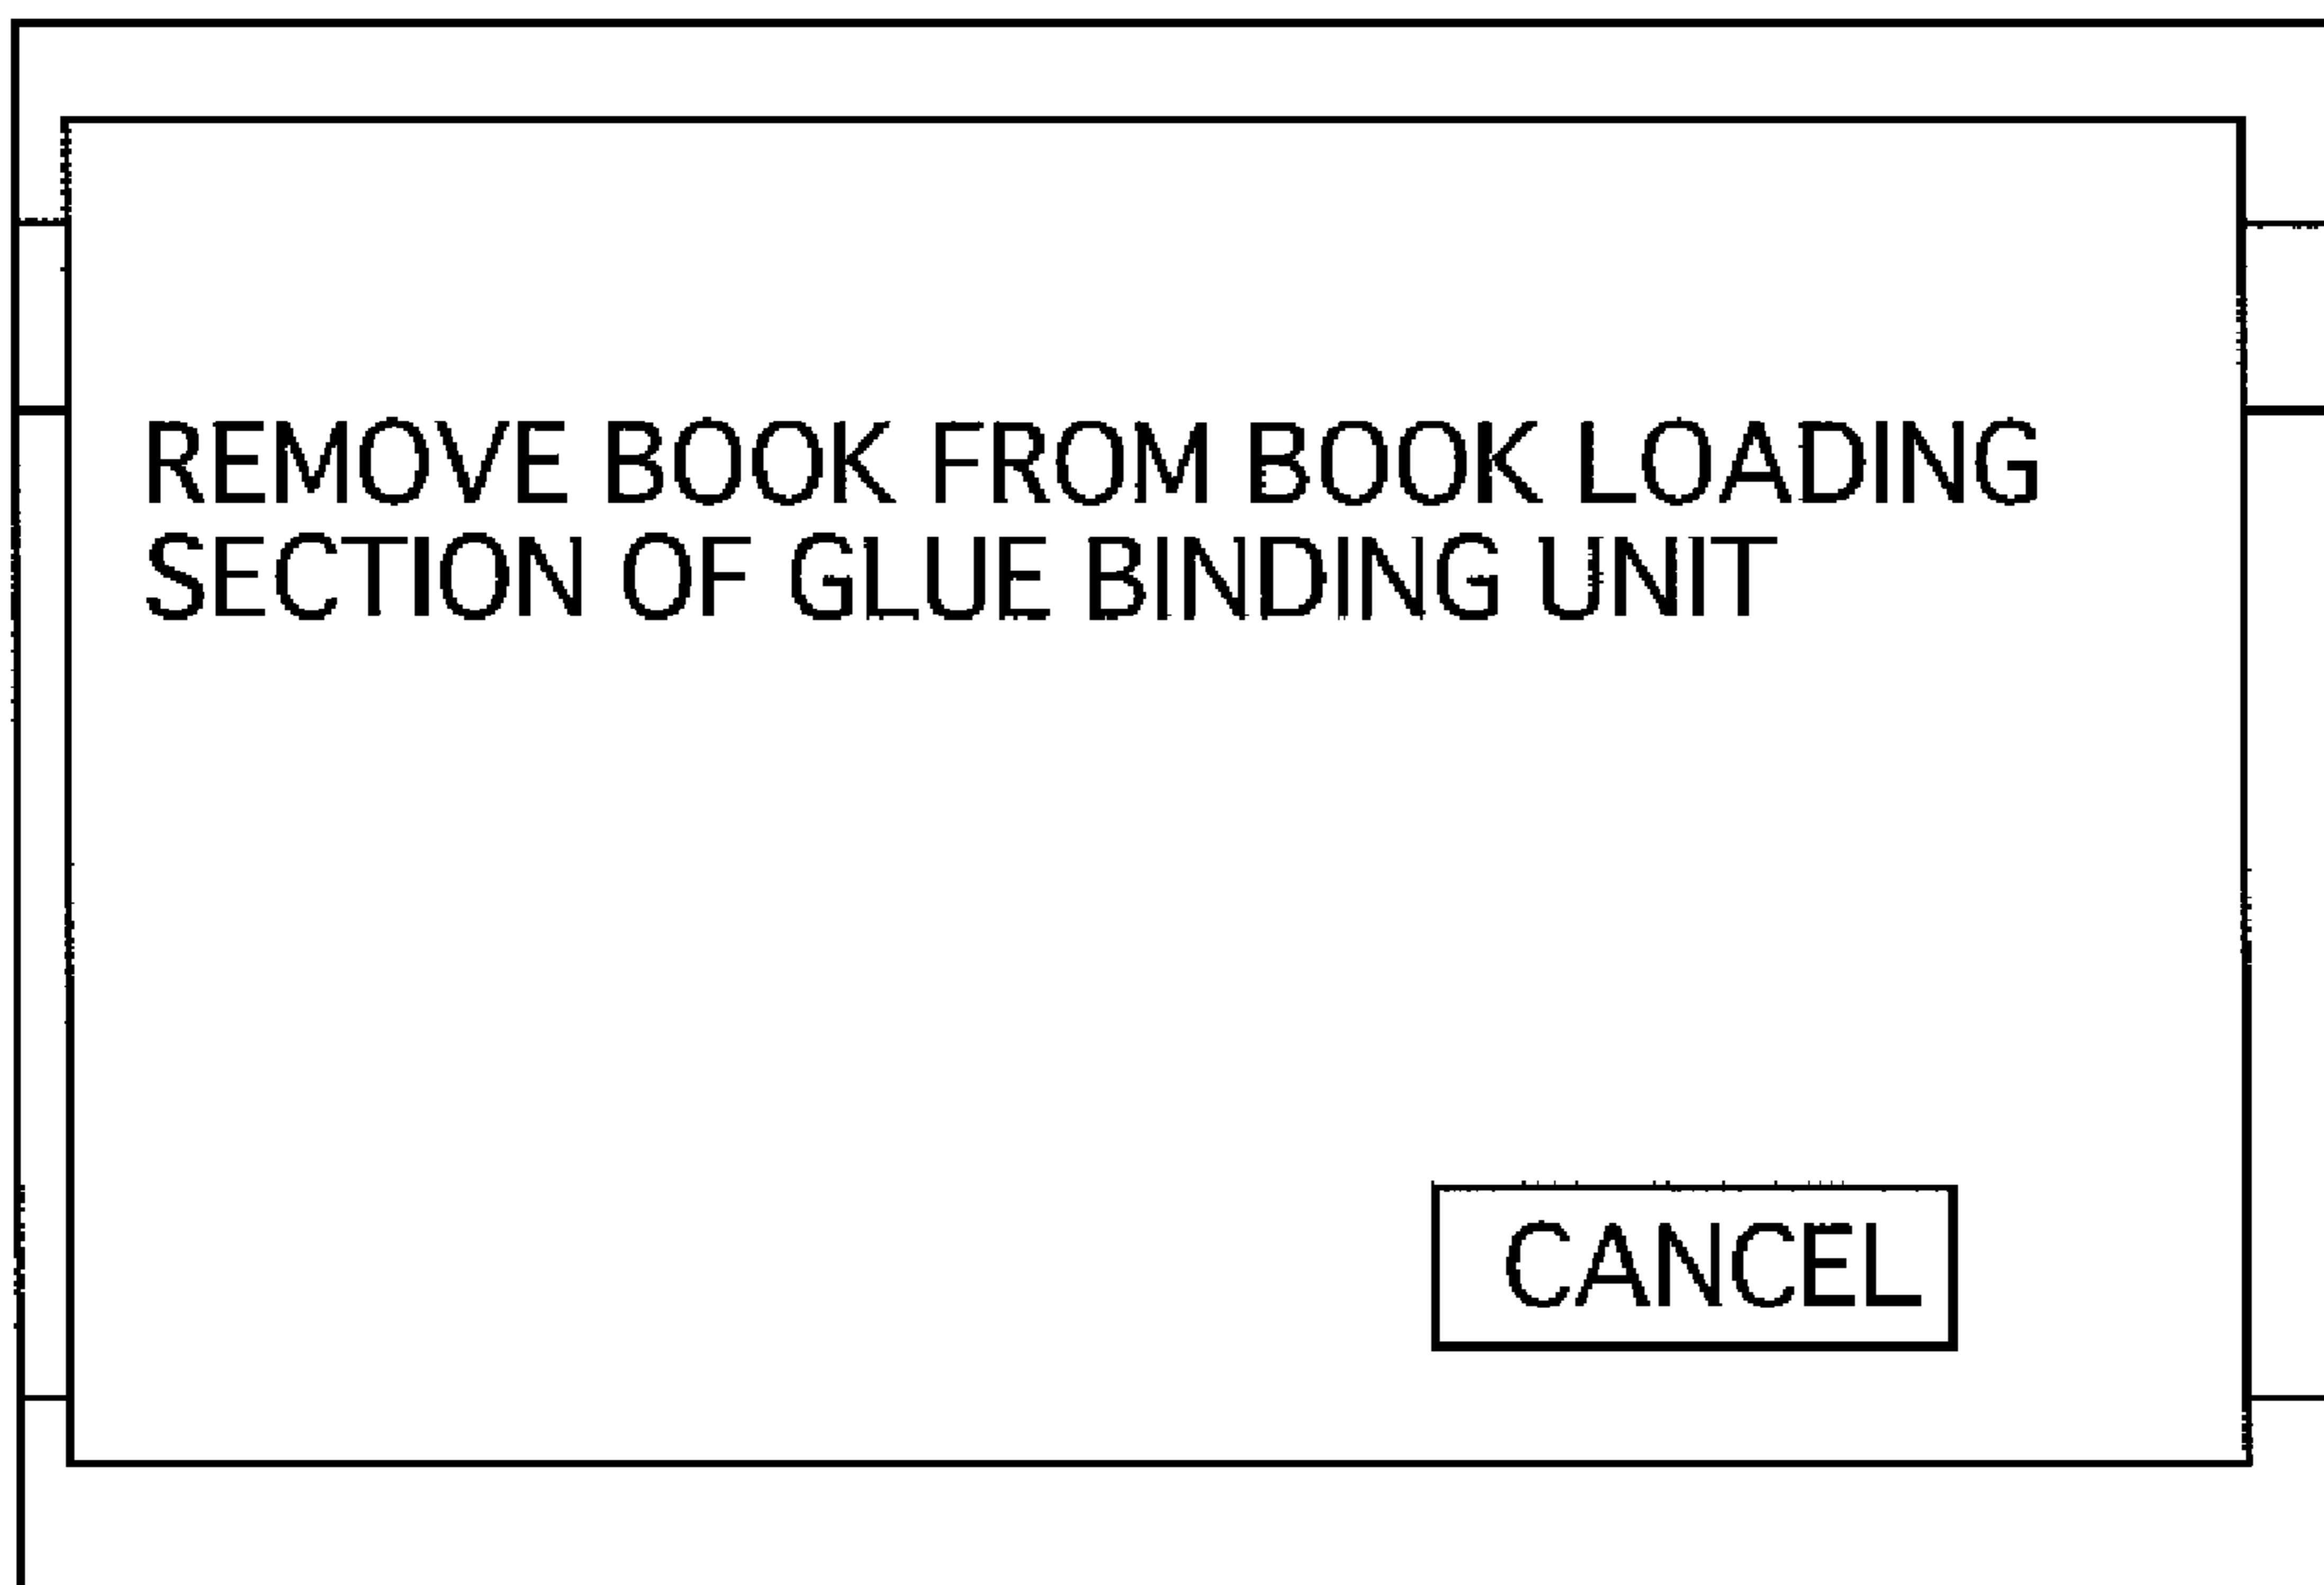 REMOVE BOOK FROM BOOK LOADING
SECTION OF GLUE BINDING UNIT
CANCEL